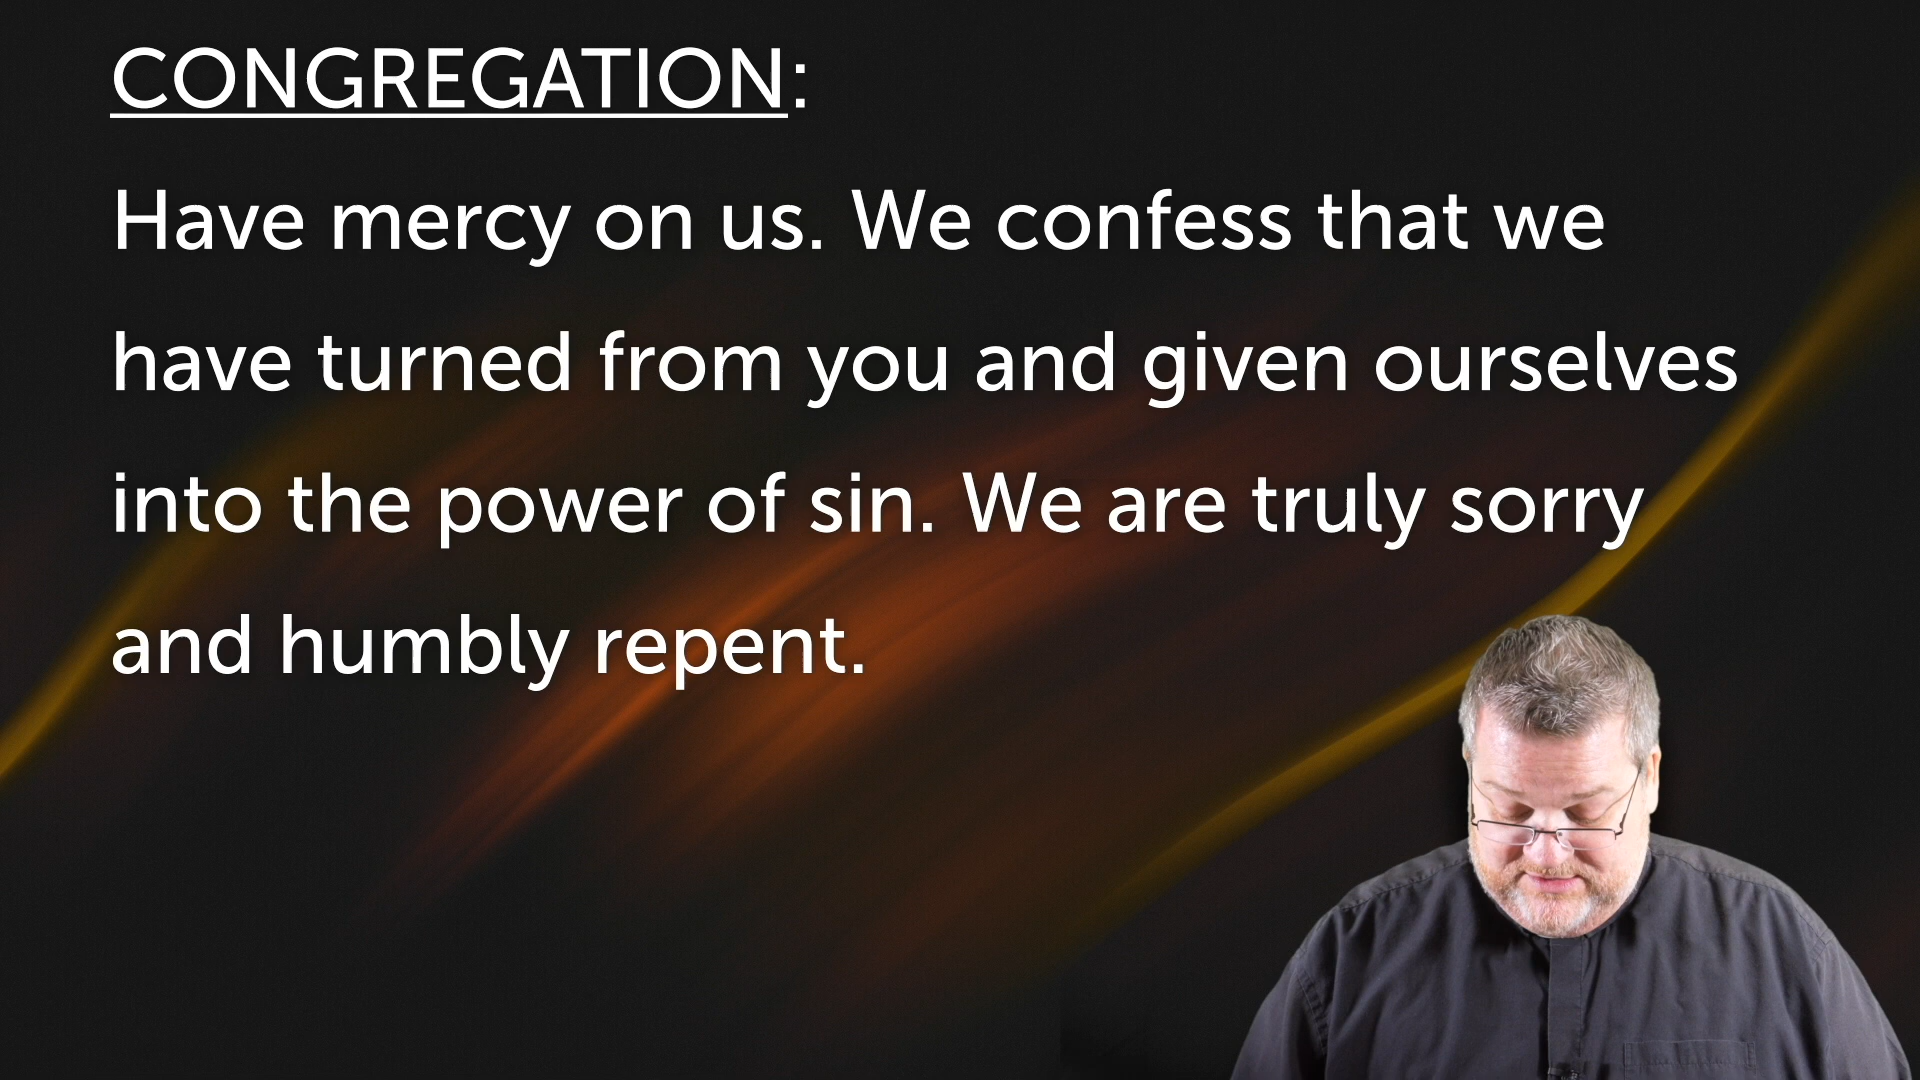 CONGREGATION:
Have mercy on us. We confess that we
have turned from you and given ourselves
into the power of sin. We are truly sorry
and humbly repent.